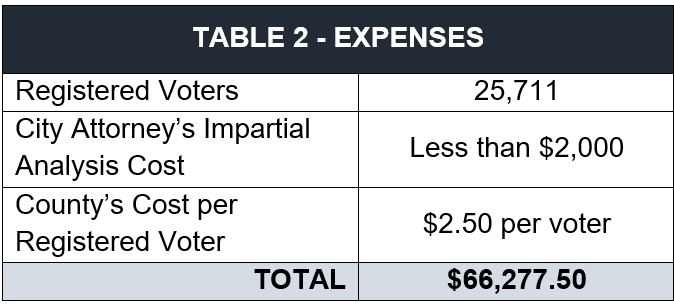 TABLE 2 - EXPENSES
Registered Voters 25,711
City Attorney’s Impartial
Analysis Cost
Less than $2,000
County’s Cost per
Registered Voter
$2.50 per voter
TOTAL $66,277.50